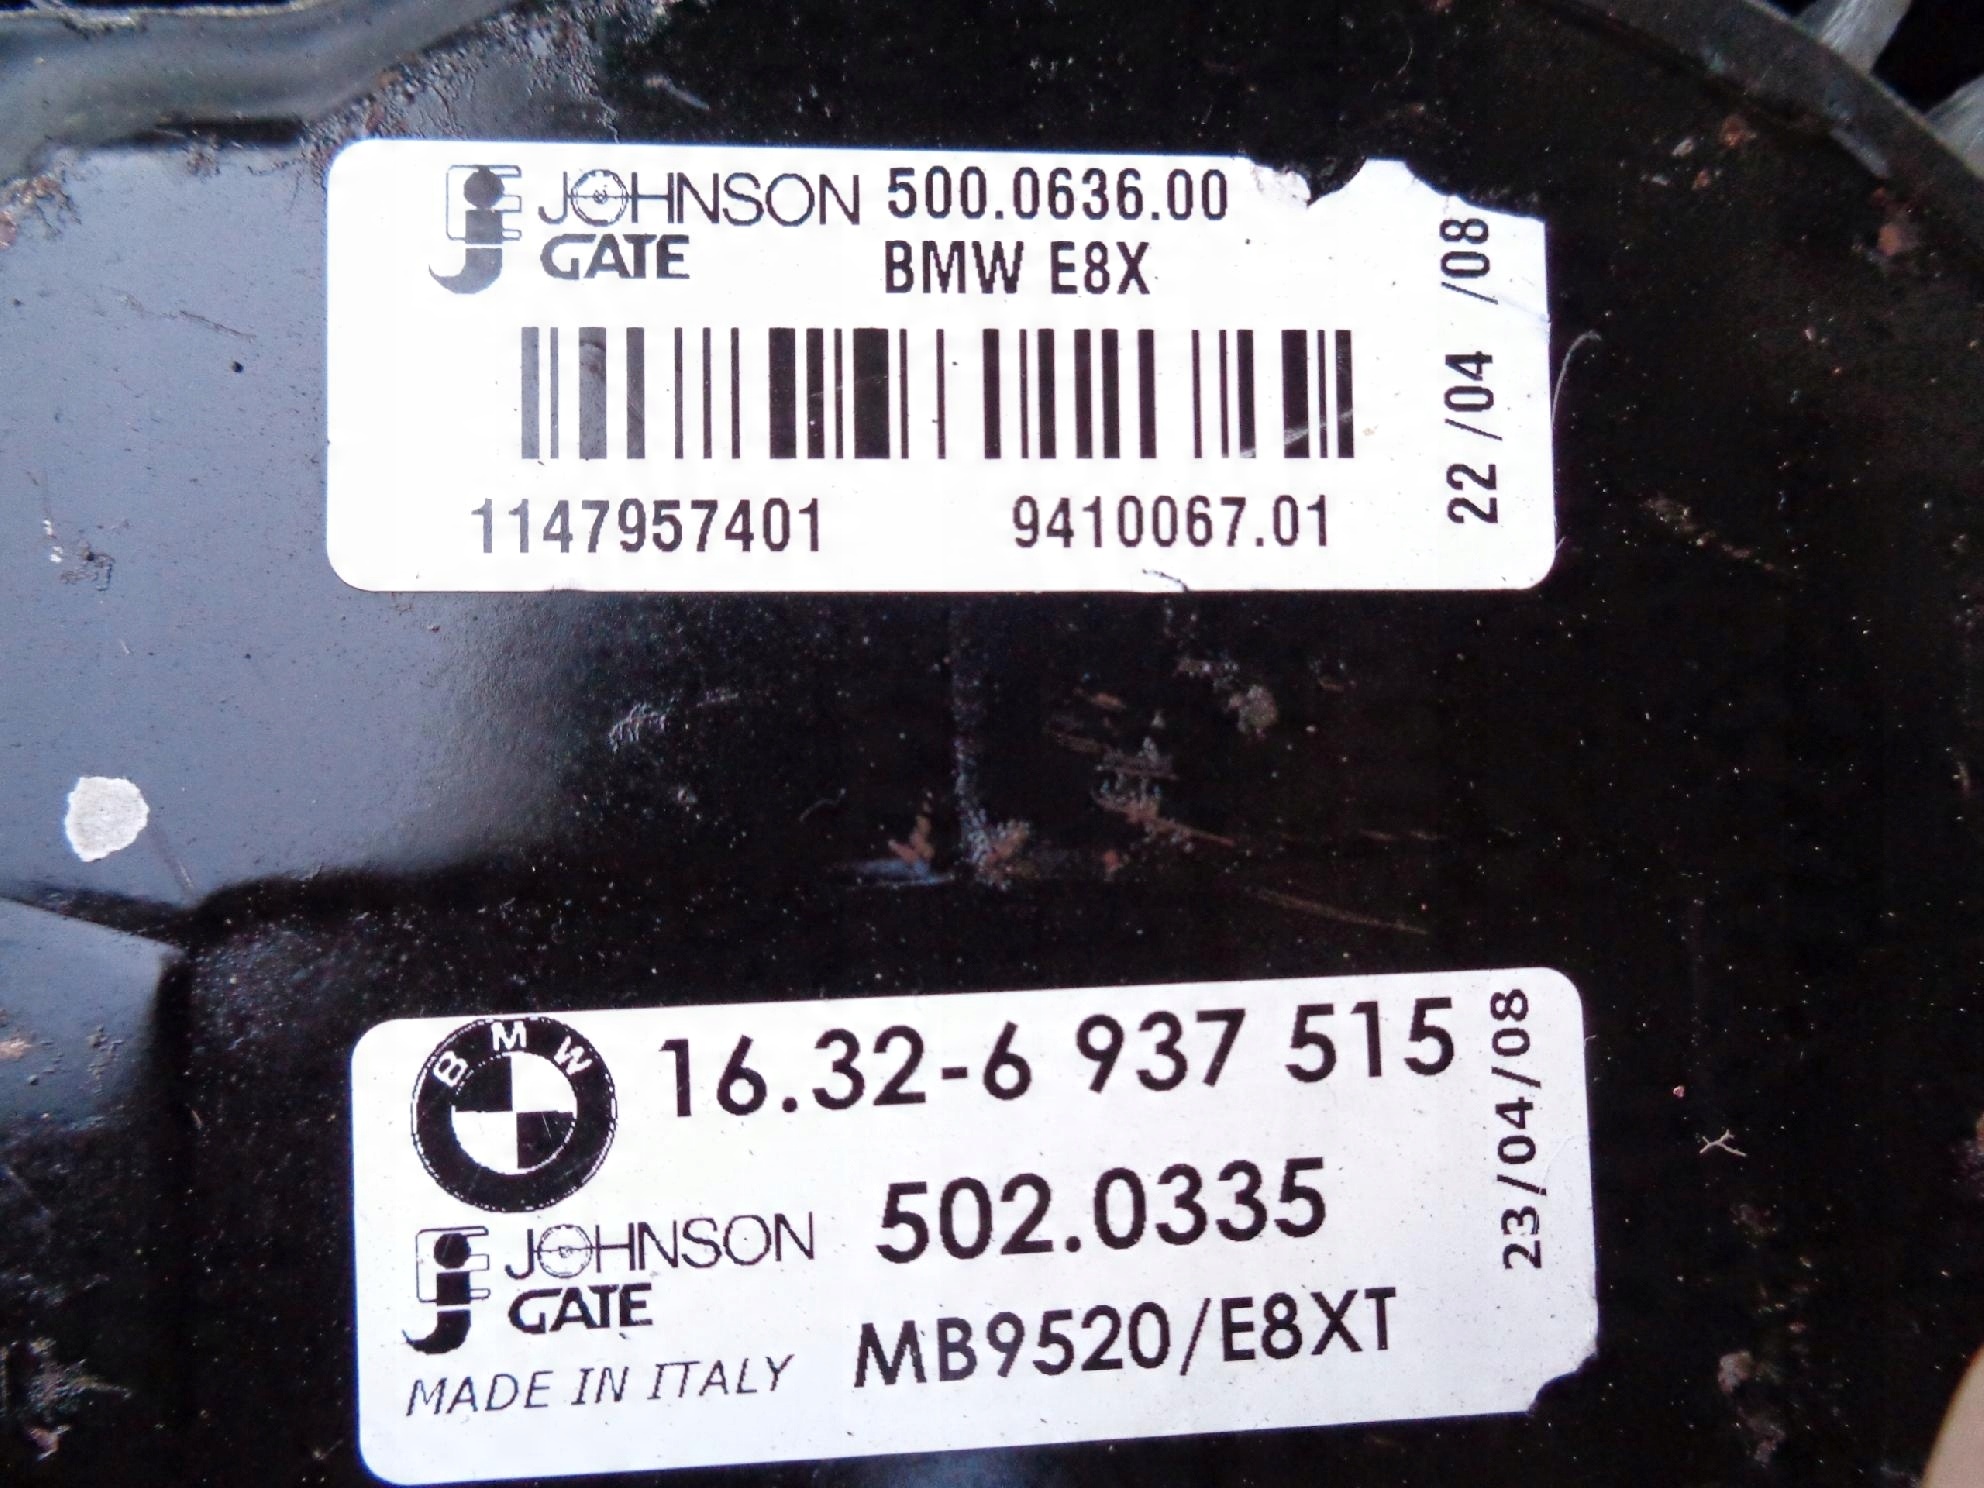 JOHNSON 500.0636.00
GATE BMW E8X
22 /04 /08
1147957401 9410067.01
BMW 16.32-6 937 515
23/04/08
JOHNSON 502.0335
GATE
MADE IN ITALY MB9520/E8XT